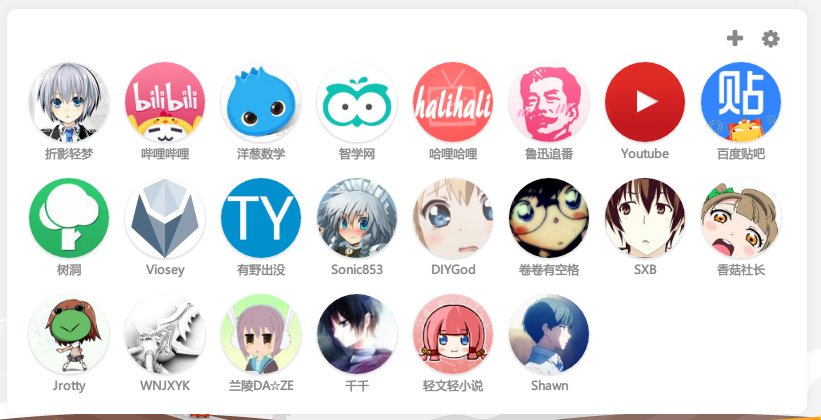 bilibili
halihali
贴
折影轻梦
哔哩哔哩
洋葱数学
智学网
哈哩哈哩
鲁迅追番
Youtube
百度贴吧
TY
树洞
Viosey
有野出没
Sonic853
DIYGod
卷卷有空格
SXB
香菇社长
Jrotty
WNJXYK
兰陵DA☆ZE
千千
轻文轻小说
Shawn